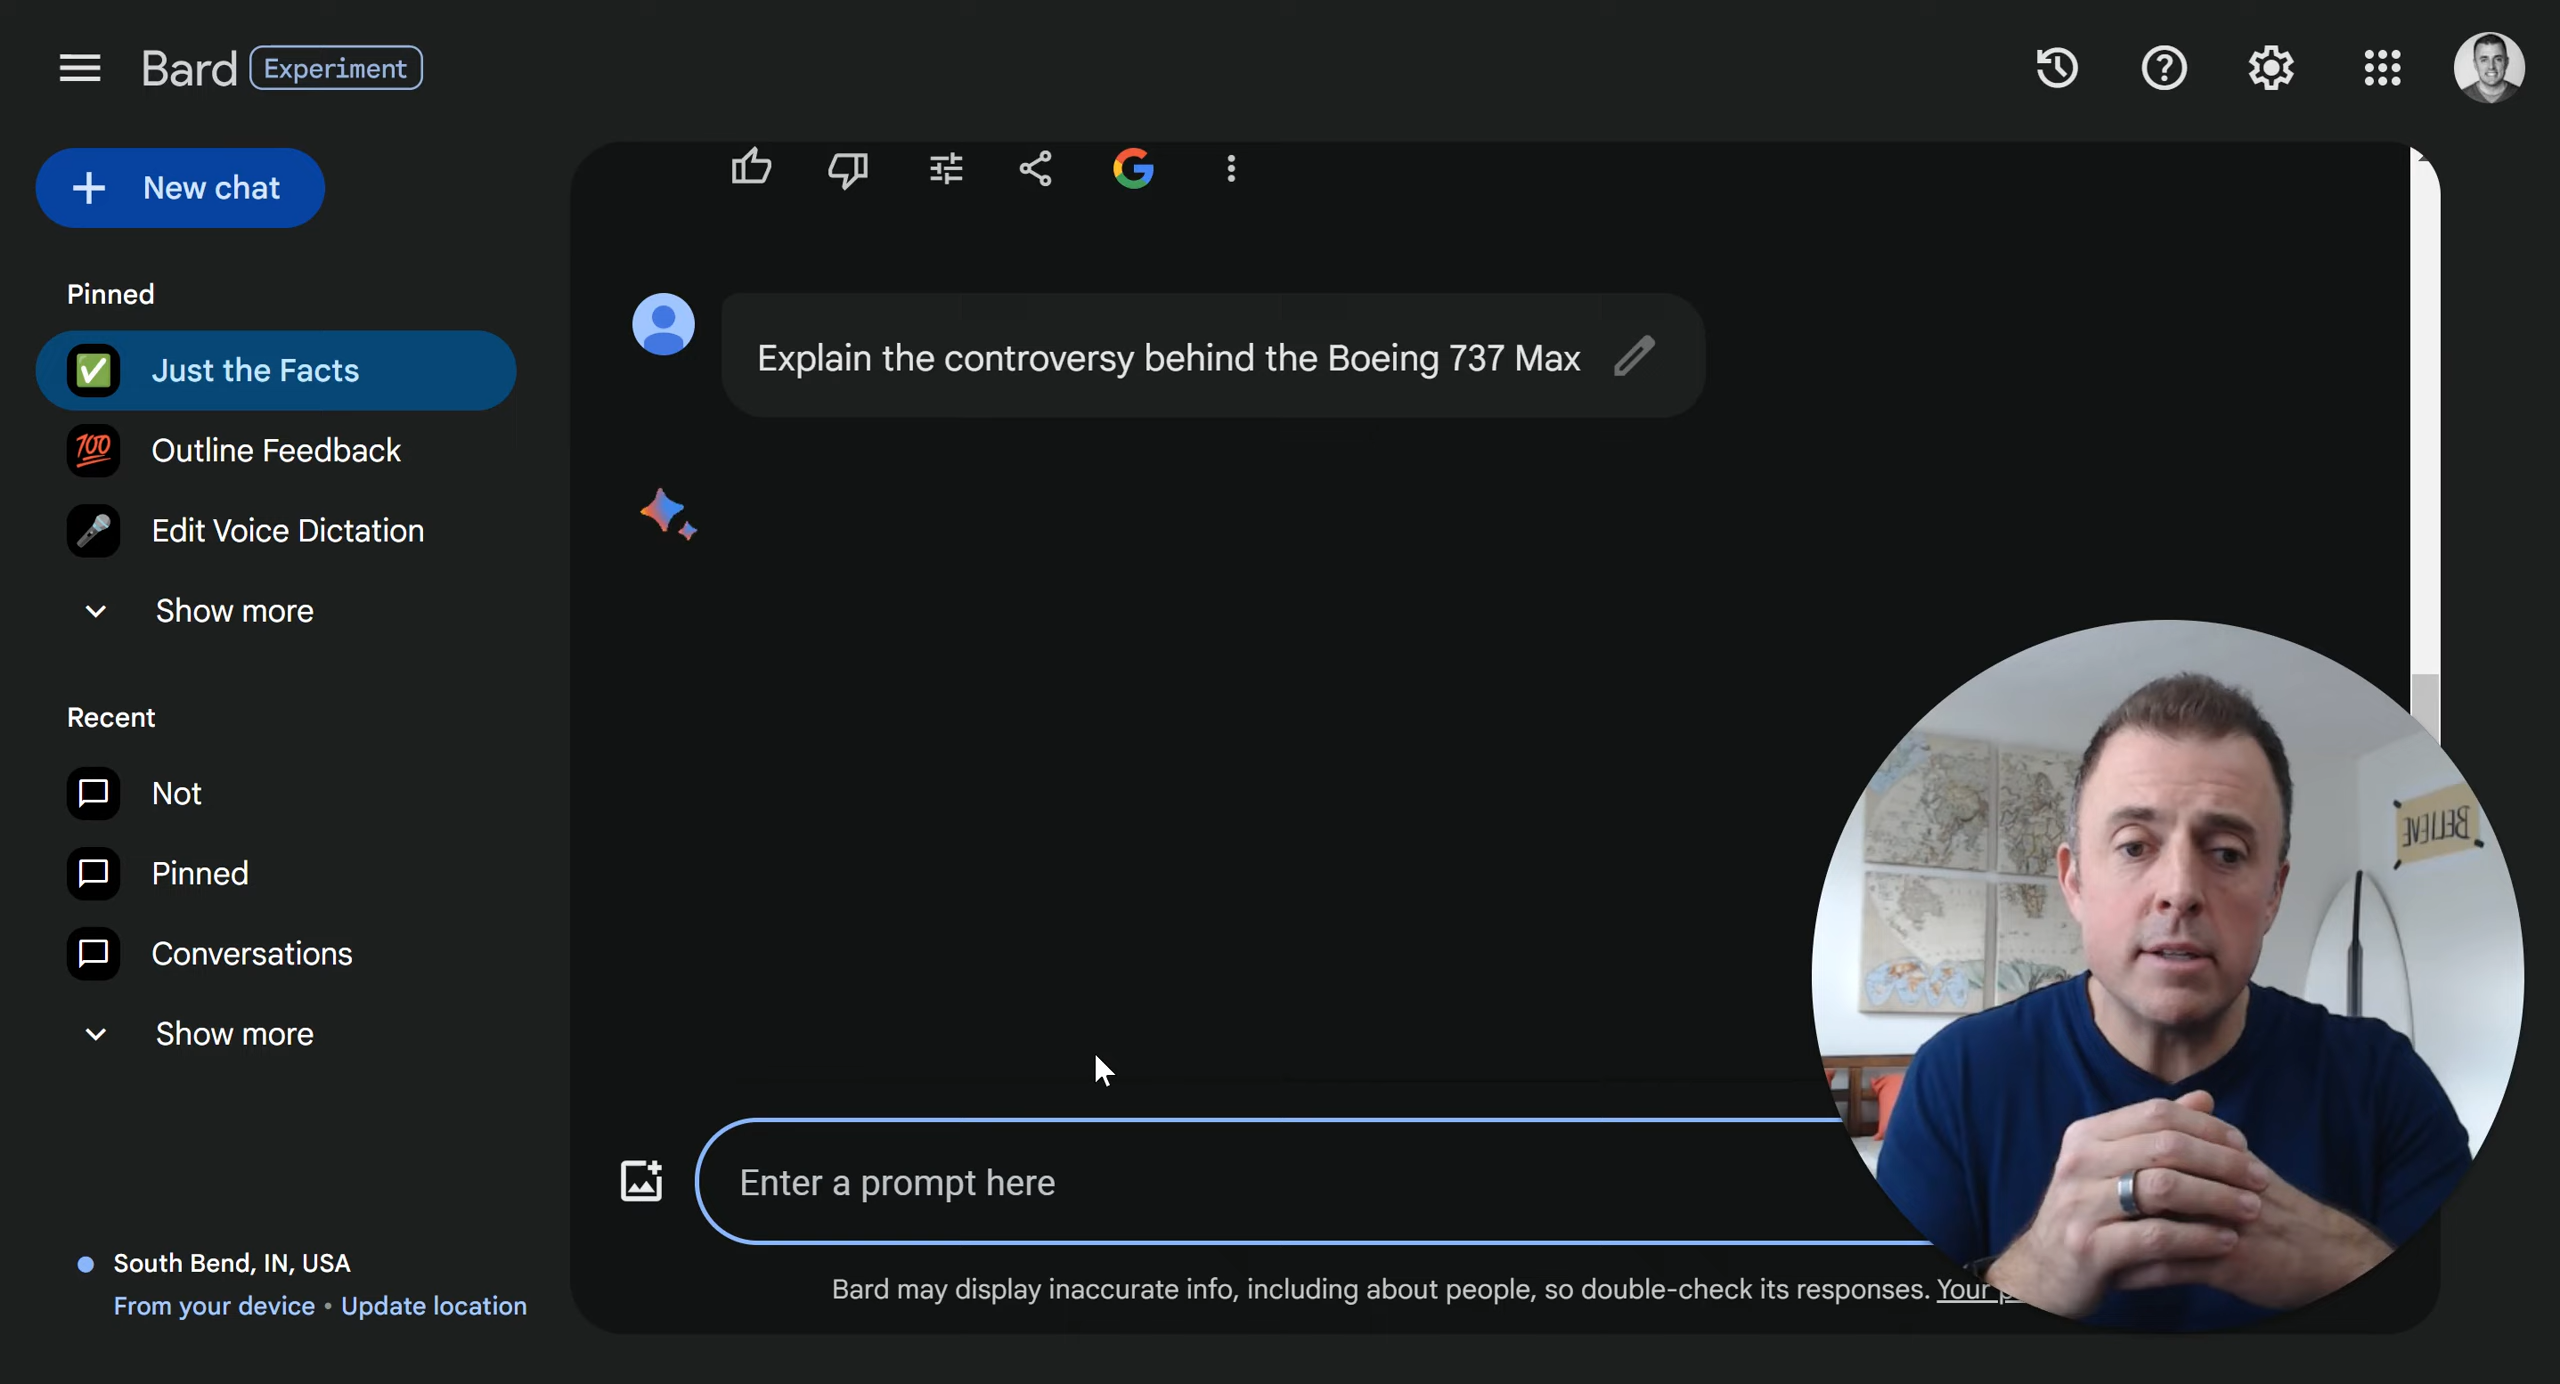 Bard Experiment
New chat
Pinned
Just the Facts
Outline Feedback
Edit Voice Dictation
Show more
Recent
Not
Pinned
Conversations
Show more
South Bend, IN, USA
From your device • Update location
Explain the controversy behind the Boeing 737 Max
Enter a prompt here
Bard may display inaccurate info, including about people, so double-check its responses. Your
BELIEVE